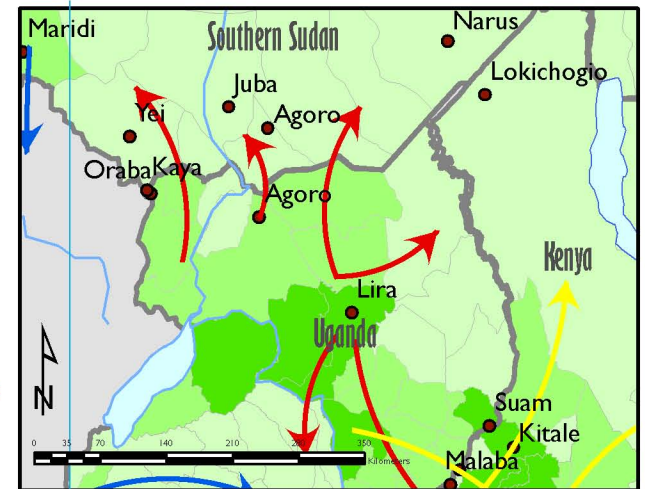 Maridi
Southern Sudan
Narus
Lokichogio
Juba
Agoro
Yei
Oraba
Kaya
Agoro
Kenya
Lira
Uganda
N
Suam
Kitale
Malaba
0 35 70 140 210 280 350
Kilometers